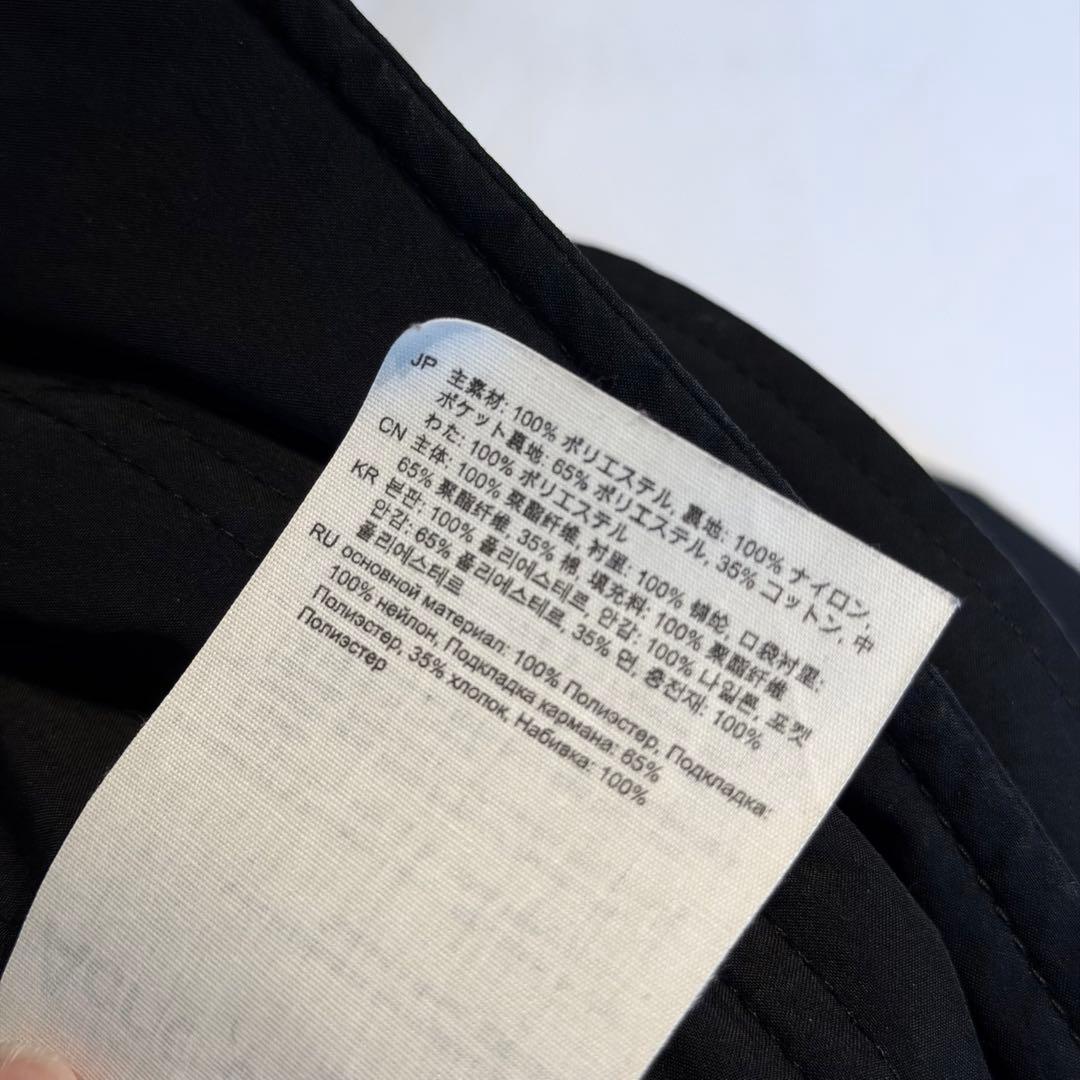 JP 主素材: 100% ポリエステル, 裏地: 100% ナイロン,
ポケット裏地, 65% ポリエステル, 35% コットン, 中
わた: 100% ポリエステル
CN 主体: 100% 聚酯纤维, 衬里: 100% 锦纶, 口袋衬里:
65% 聚酯纤维, 35% 棉, 填充料: 100% 聚酯纤维
KR 본판: 100% 폴리에스테르, 안감: 100% 나일론, 포켓
안감: 65% 폴리에스테르, 35% 면, 충전재: 100%
폴리에스테르
RU основной материал: 100% Полиэстер, Подкладка:
100% нейлон, Подкладка кармана: 65%
Полиэстер, 35% хлопок, Набивка: 100%
Полиэстер